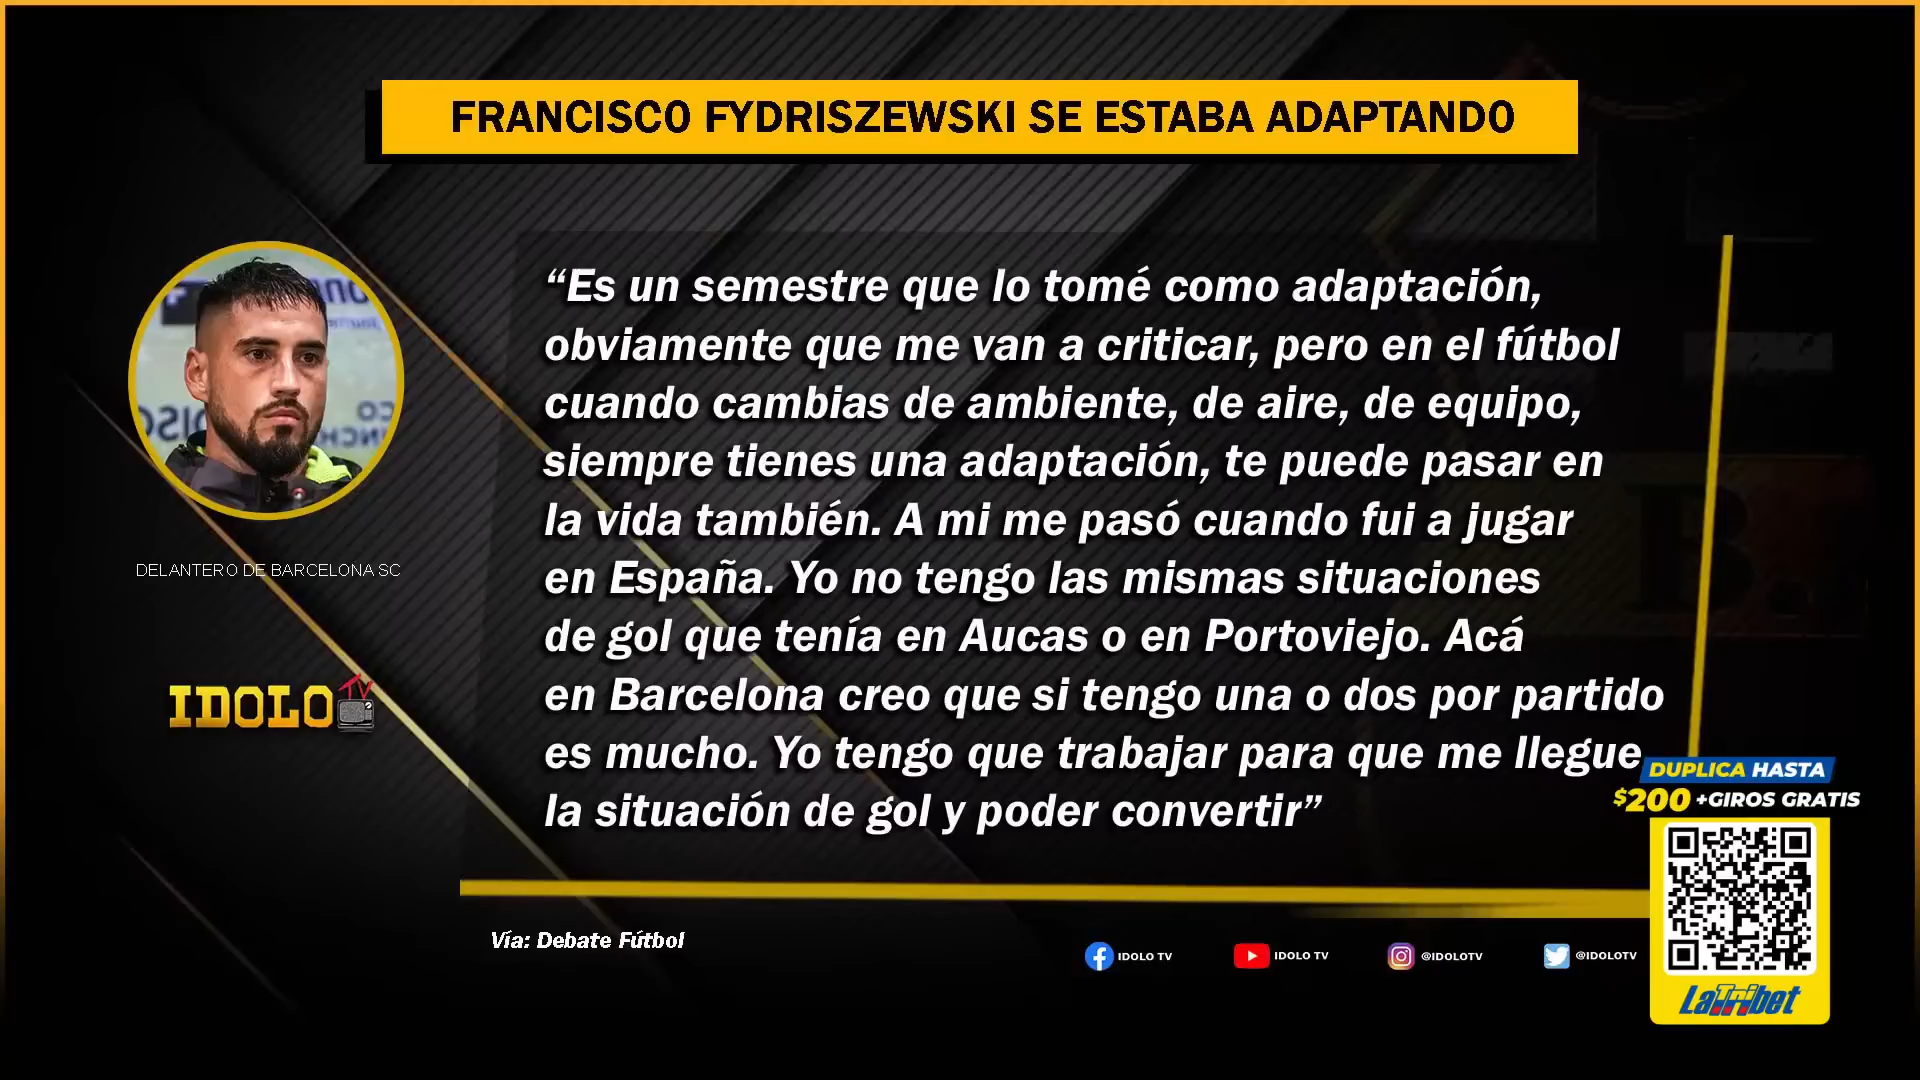 FRANCISCO FYDRISZEWSKI SE ESTABA ADAPTANDO
“Es un semestre que lo tomé como adaptación,
obviamente que me van a criticar, pero en el fútbol
cuando cambias de ambiente, de aire, de equipo,
siempre tienes una adaptación, te puede pasar en
la vida también. A mi me pasó cuando fui a jugar
en España. Yo no tengo las mismas situaciones
de gol que tenía en Aucas o en Portoviejo. Acá
en Barcelona creo que si tengo una o dos por partido
es mucho. Yo tengo que trabajar para que me llegue
la situación de gol y poder convertir”
DELANTERO DE BARCELONA SC
IDOLO TV
DUPLICA HASTA
$200 +GIROS GRATIS
Vía: Debate Fútbol
IDOLO TV
IDOLO TV
@IDOLOTV
@IDOLOTV
LaTribet